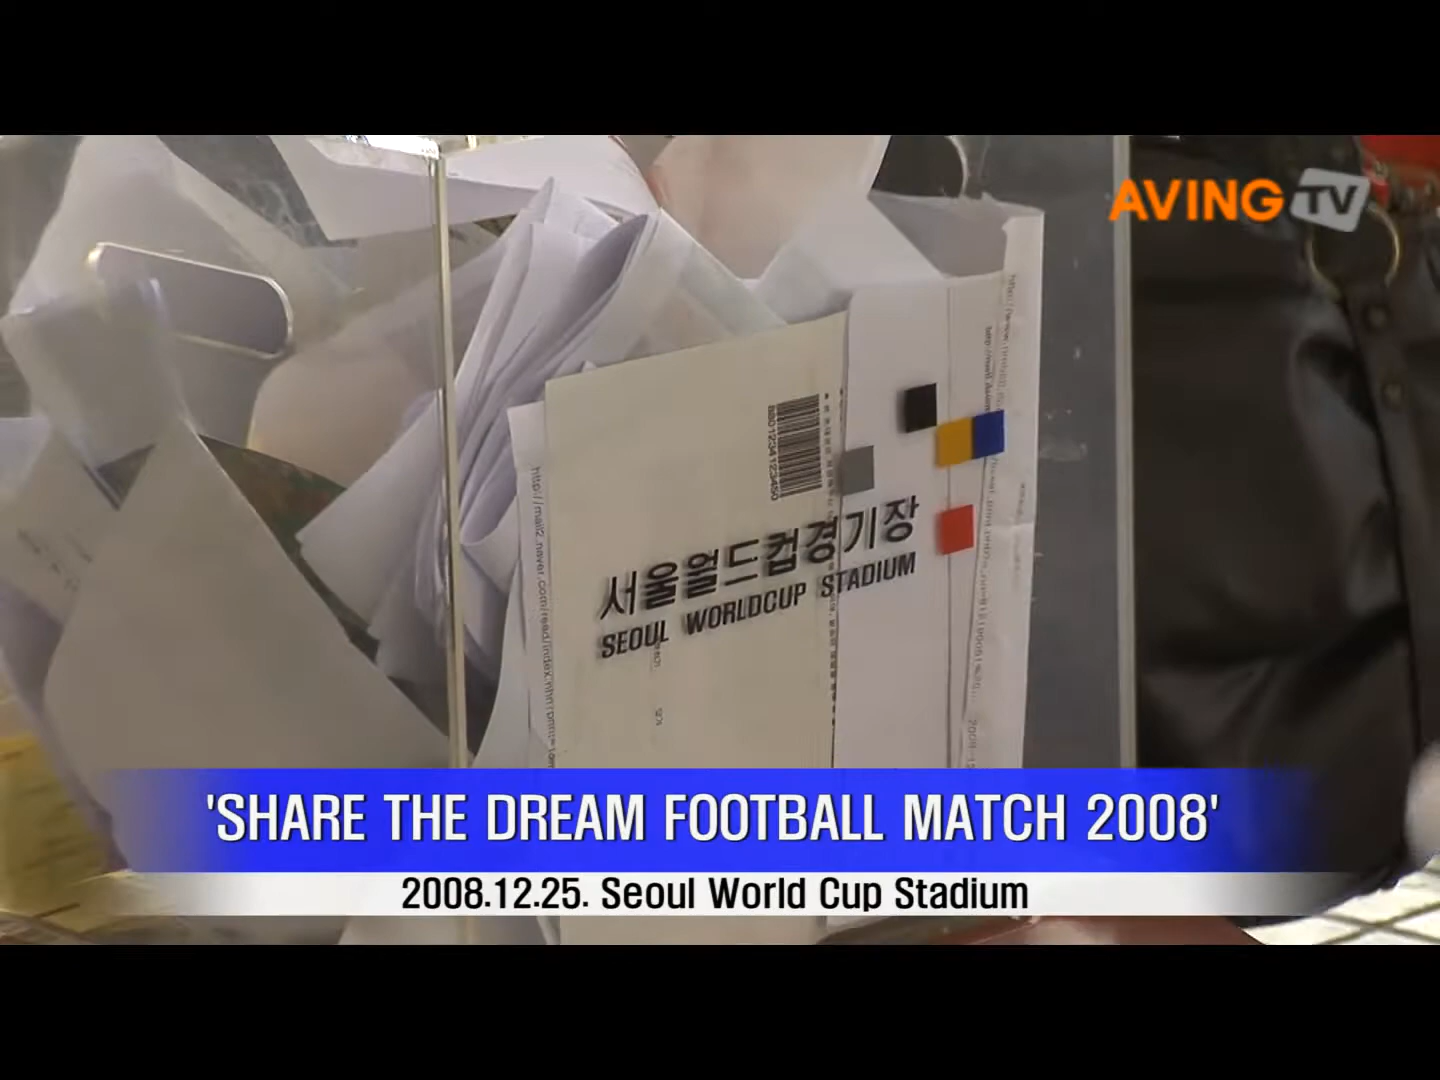 AVING TV
서울월드컵경기장
SEOUL WORLDCUP STADIUM
'SHARE THE DREAM FOOTBALL MATCH 2008'
2008.12.25. Seoul World Cup Stadium